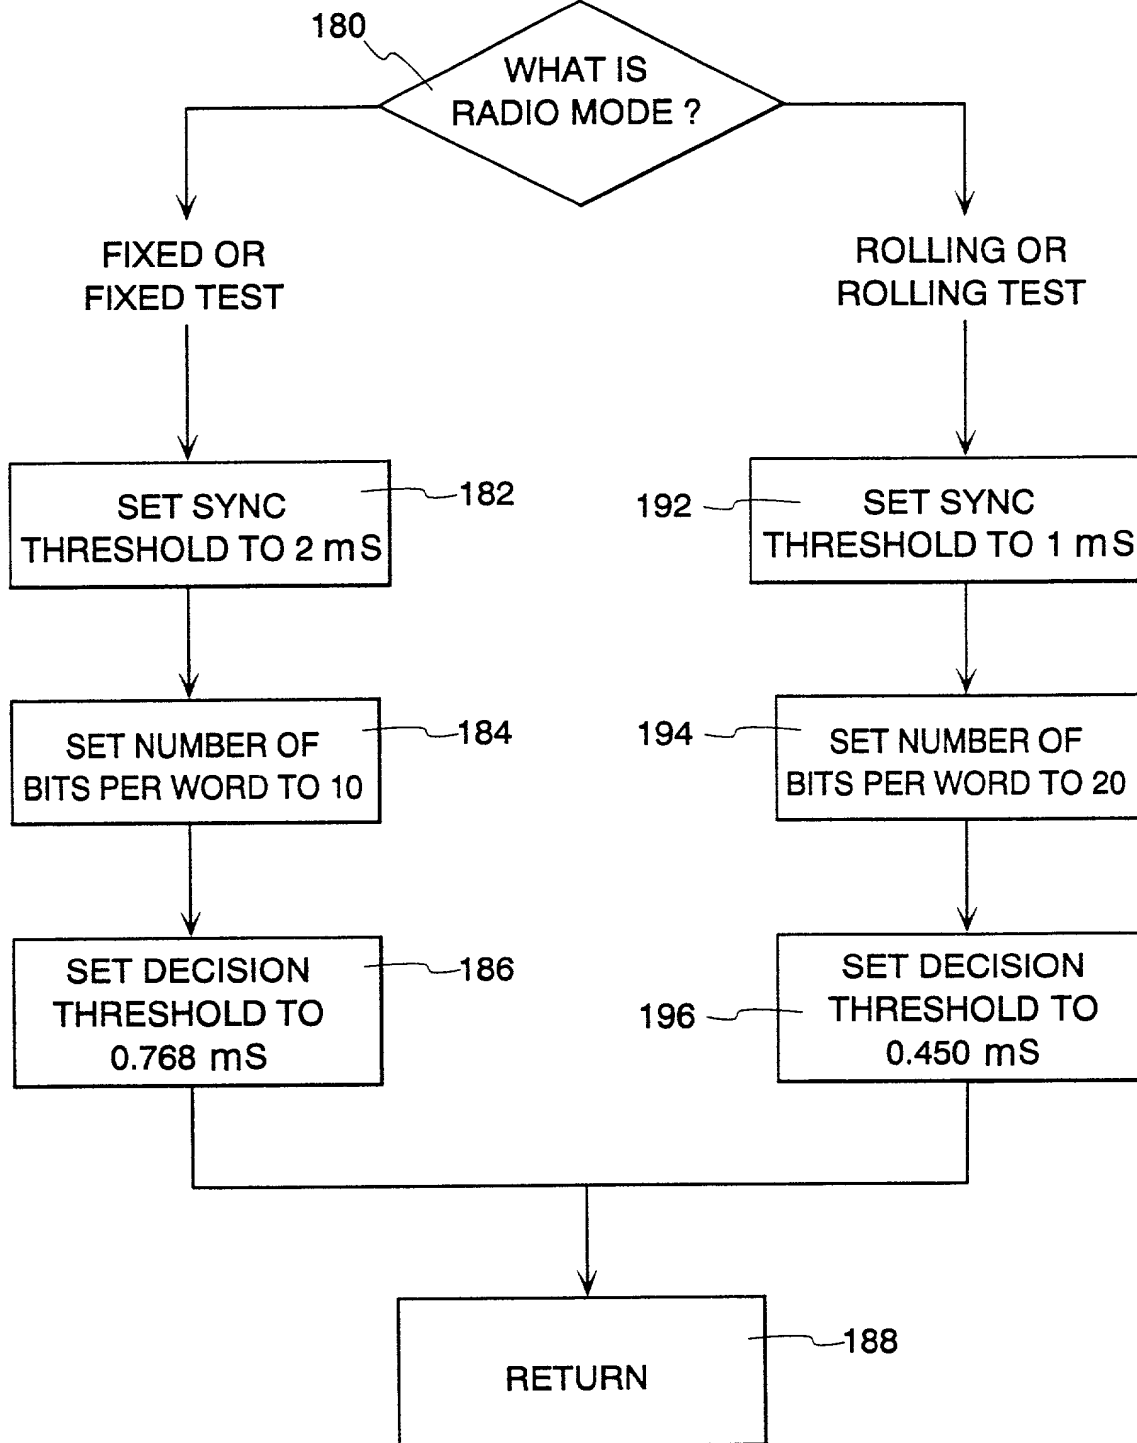 180
WHAT IS
RADIO MODE ?
FIXED OR
FIXED TEST
ROLLING OR
ROLLING TEST
SET SYNC
THRESHOLD TO 2 mS
182
192
SET SYNC
THRESHOLD TO 1 mS
SET NUMBER OF
BITS PER WORD TO 10
184
194
SET NUMBER OF
BITS PER WORD TO 20
SET DECISION
THRESHOLD TO
0.768 mS
186
196
SET DECISION
THRESHOLD TO
0.450 mS
RETURN
188